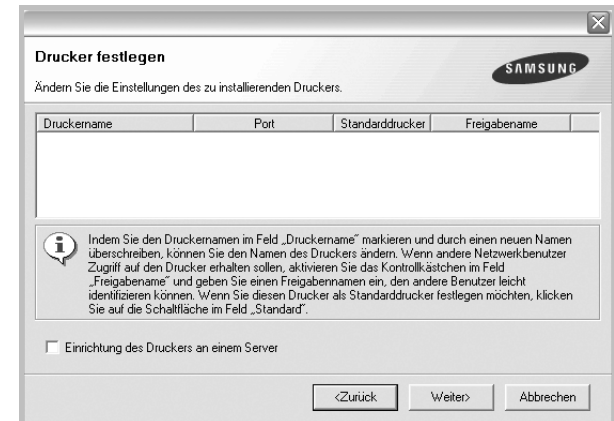 Drucker festlegen
Ändern Sie die Einstellungen des zu installierenden Druckers.
SAMSUNG
Druckername Port Standarddrucker Freigabename
Indem Sie den Druckernamen im Feld „Druckername“ markieren und durch einen neuen Namen
überschreiben, können Sie den Namen des Druckers ändern. Wenn andere Netzwerkbenutzer
Zugriff auf den Drucker erhalten sollen, aktivieren Sie das Kontrollkästchen im Feld
„Freigabename“ und geben Sie einen Freigabennamen ein, den andere Benutzer leicht
identifizieren können. Wenn Sie diesen Drucker als Standarddrucker festlegen möchten, klicken
Sie auf die Schaltfläche im Feld „Standard“.
Einrichtung des Druckers an einem Server
<Zurück Weiter> Abbrechen